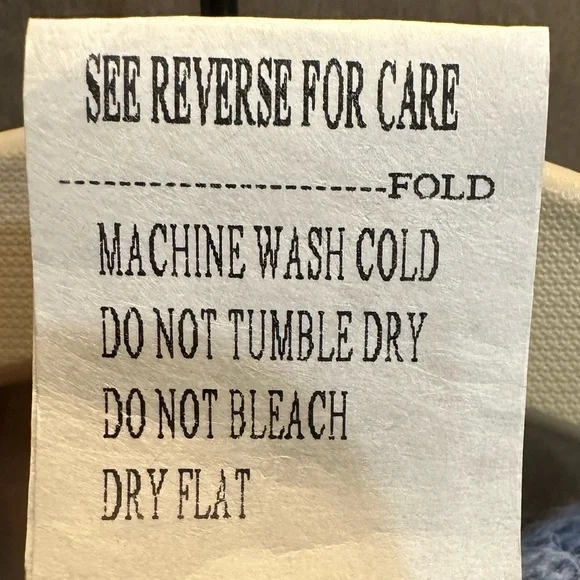 SEE REVERSE FOR CARE
----------------------FOLD
MACHINE WASH COLD
DO NOT TUMBLE DRY
DO NOT BLEACH
DRY FLAT